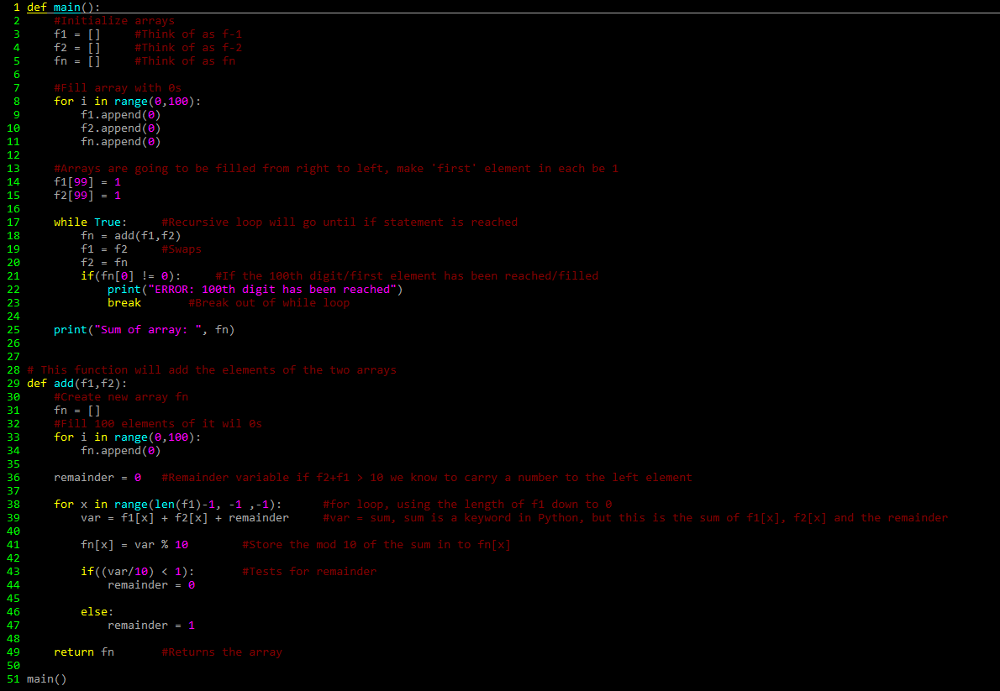 1 def main():
2     #Initialize arrays
3     f1 = []     #Think of as f-1
4     f2 = []     #Think of as f-2
5     fn = []     #Think of as fn
6
7     #Fill array with 0s
8     for i in range(0,100):
9         f1.append(0)
10         f2.append(0)
11         fn.append(0)
12
13     #Arrays are going to be filled from right to left, make 'first' element in each be 1
14     f1[99] = 1
15     f2[99] = 1
16
17     while True:     #Recursive loop will go until if statement is reached
18         fn = add(f1,f2)
19         f1 = f2     #Swaps
20         f2 = fn
21         if(fn[0] != 0):     #If the 100th digit/first element has been reached/filled
22             print("ERROR: 100th digit has been reached")
23             break       #Break out of while loop
24
25     print("Sum of array: ", fn)
26
27
28 # This function will add the elements of the two arrays
29 def add(f1,f2):
30     #Create new array fn
31     fn = []
32     #Fill 100 elements of it wil 0s
33     for i in range(0,100):
34         fn.append(0)
35
36     remainder = 0   #Remainder variable if f2+f1 > 10 we know to carry a number to the left element
37
38     for x in range(len(f1)-1, -1 ,-1):      #for loop, using the length of f1 down to 0
39         var = f1[x] + f2[x] + remainder     #var = sum, sum is a keyword in Python, but this is the sum of f1[x], f2[x] and the remainder
40
41         fn[x] = var % 10        #Store the mod 10 of the sum in to fn[x]
42
43         if((var/10) < 1):       #Tests for remainder
44             remainder = 0
45
46         else:
47             remainder = 1
48
49     return fn       #Returns the array
50
51 main()